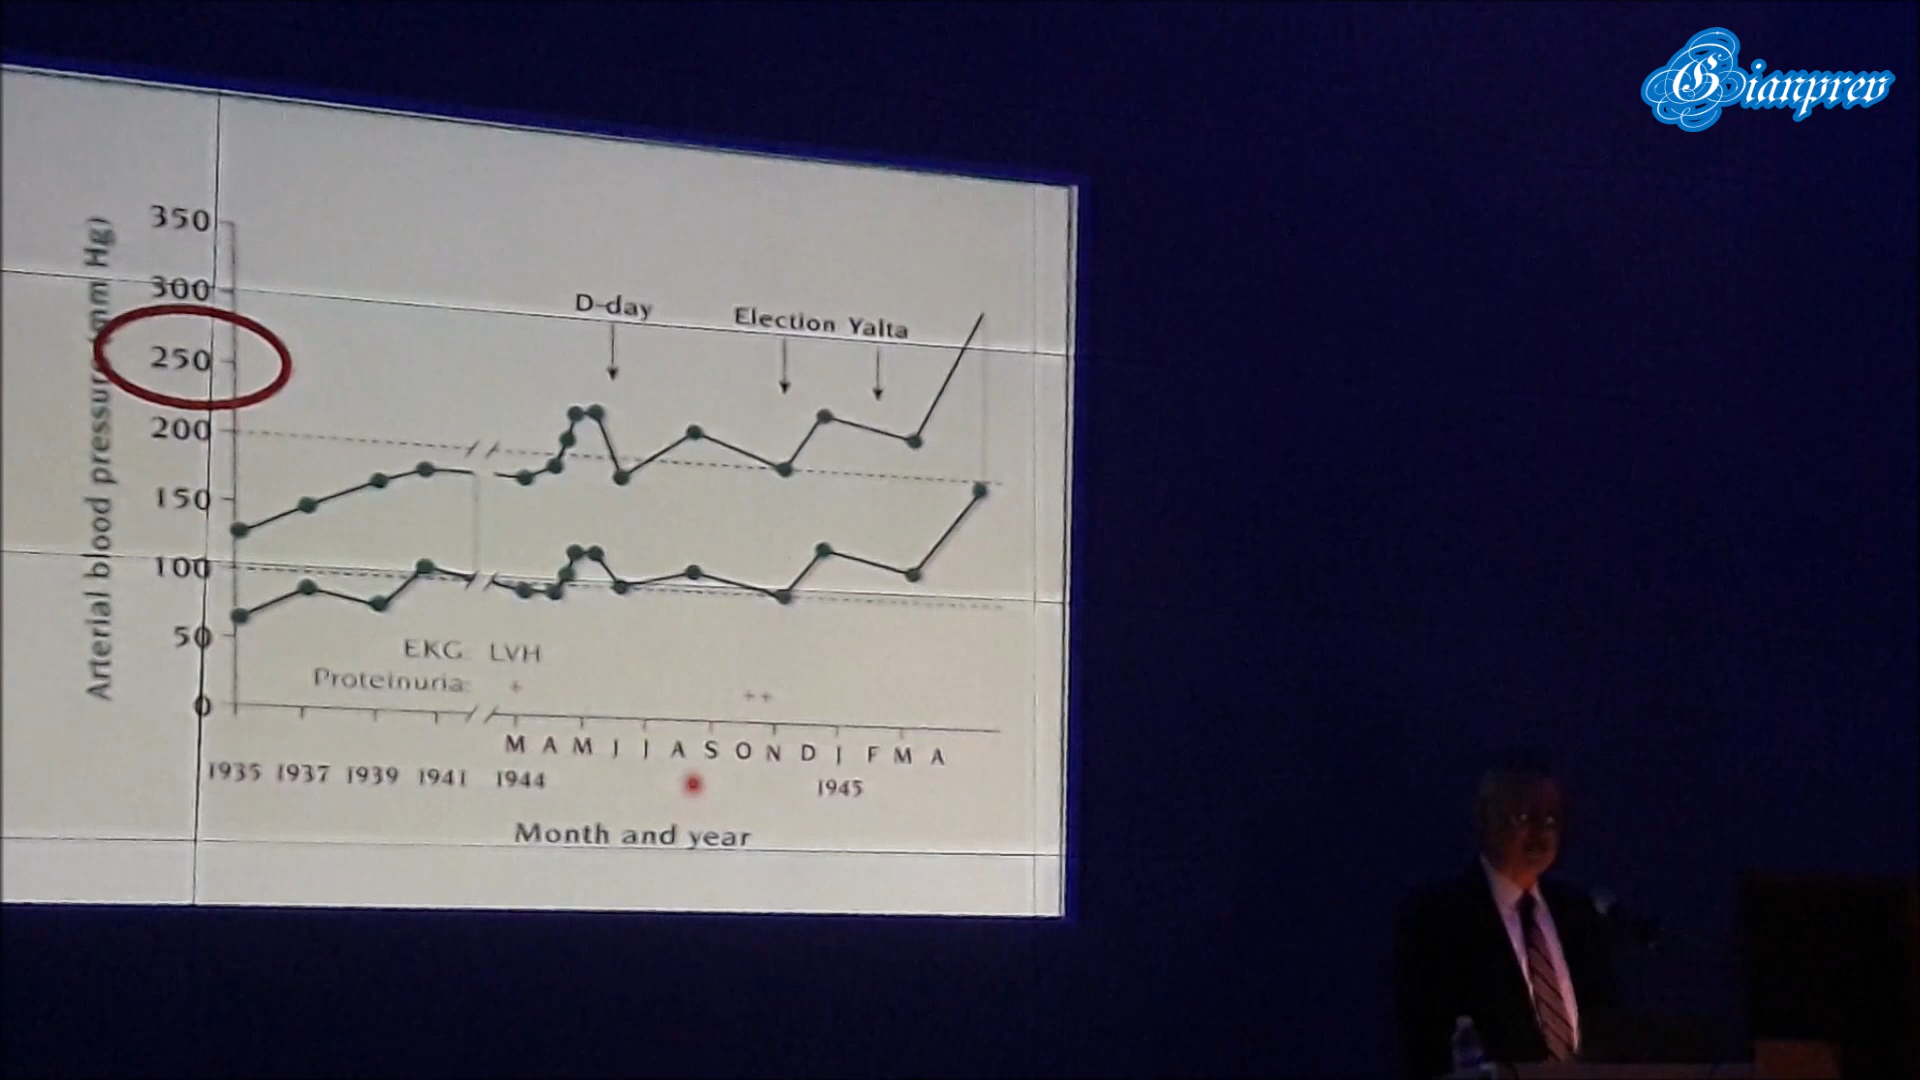 Gianprev
350
300
250
200
150
100
50
0
Arterial blood pressure (mm Hg)
D-day
Election Yalta
EKG: LVH
Proteinuria: + ++
M A M J J A S O N D J F M A
1935 1937 1939 1941 1944 1945
Month and year